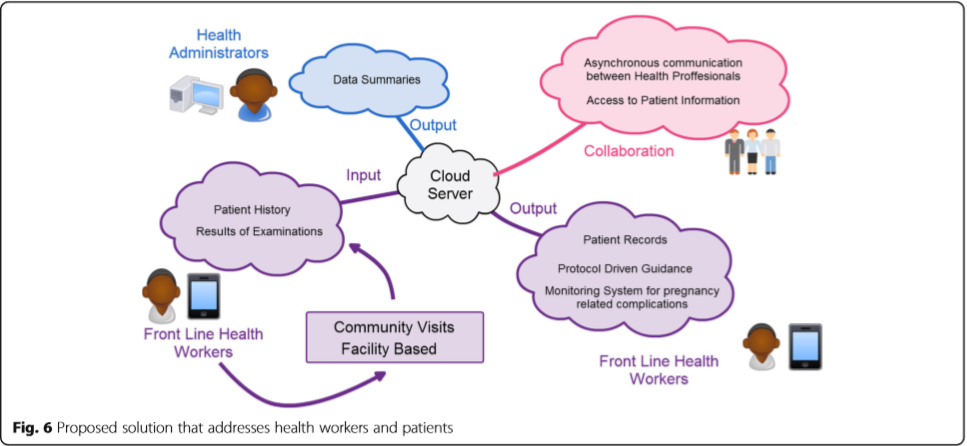 Health
Administrators
Data Summaries
Output
Asynchronous communication
between Health Proffesionals
Access to Patient Information
Collaboration
Cloud
Server
Input
Patient History
Results of Examinations
Output
Patient Records
Protocol Driven Guidance
Monitoring System for pregnancy
related complications
Front Line Health
Workers
Community Visits
Facility Based
Front Line Health
Workers
Fig. 6 Proposed solution that addresses health workers and patients